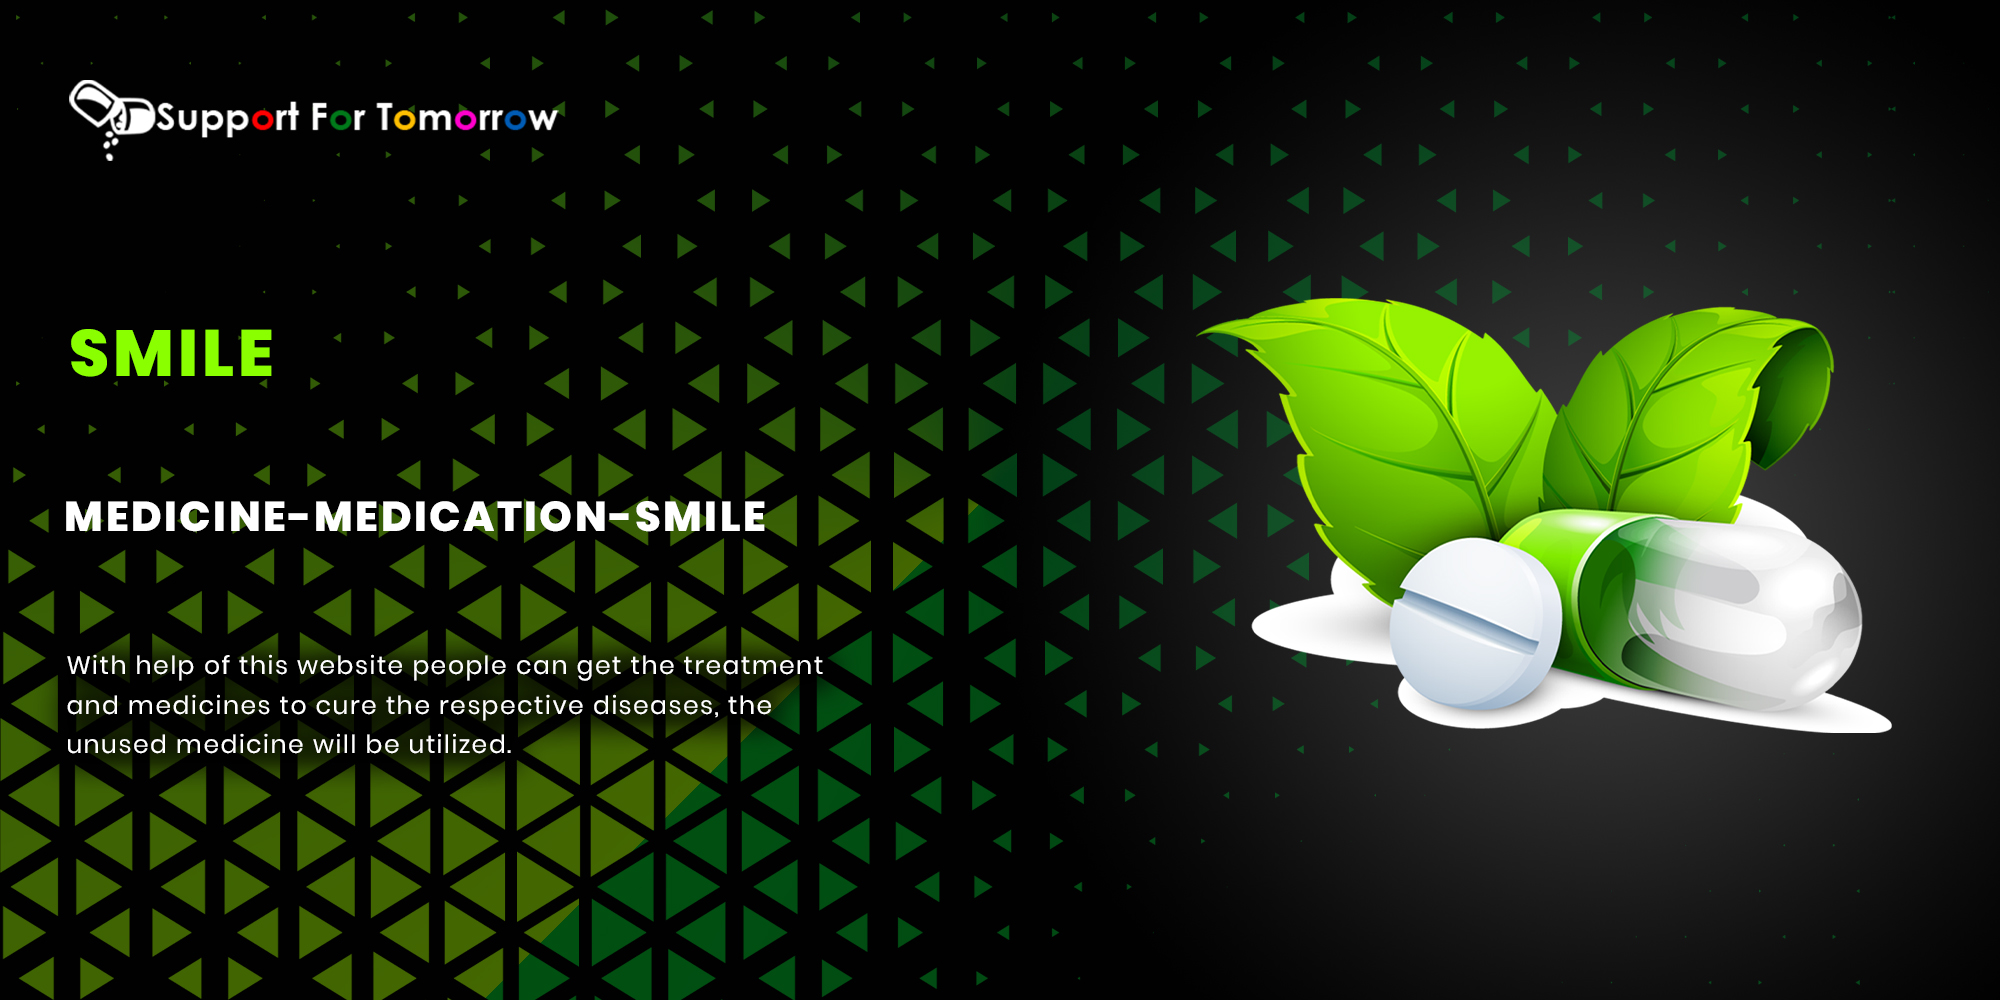 Support For Tomorrow
SMILE
MEDICINE-MEDICATION-SMILE
With help of this website people can get the treatment
and medicines to cure the respective diseases, the
unused medicine will be utilized.